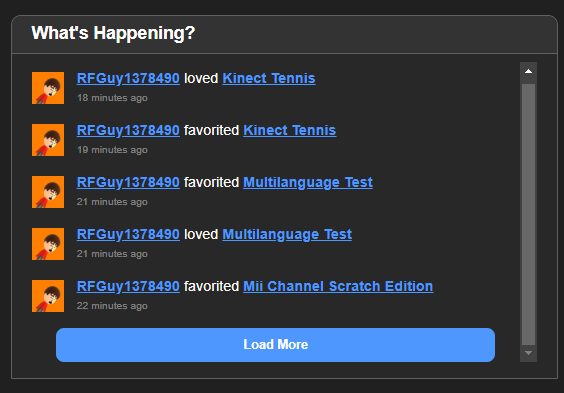 What's Happening?
RFGuy1378490 loved Kinect Tennis
18 minutes ago
RFGuy1378490 favorited Kinect Tennis
19 minutes ago
RFGuy1378490 favorited Multilanguage Test
21 minutes ago
RFGuy1378490 loved Multilanguage Test
21 minutes ago
RFGuy1378490 favorited Mii Channel Scratch Edition
22 minutes ago
Load More